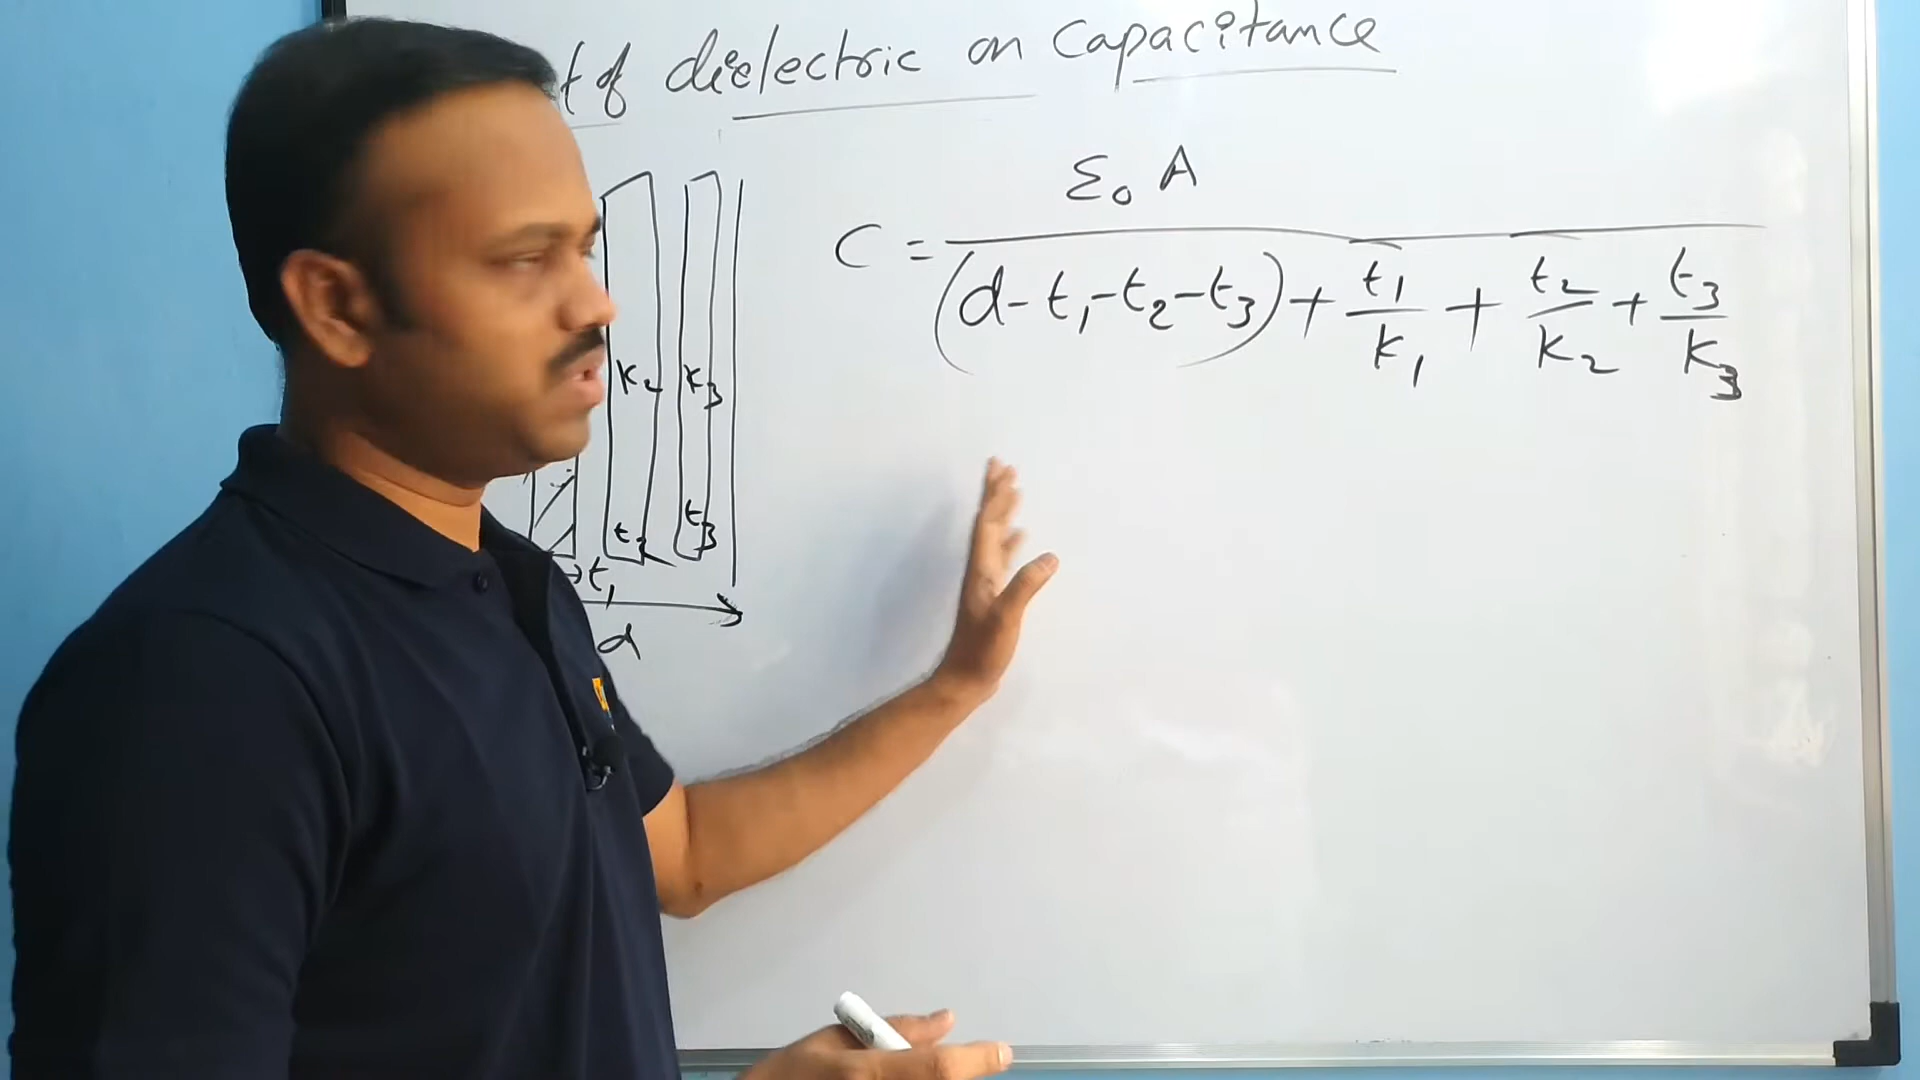 t of dielectric on Capacitance
K2 K3
t2 t3
t1
d
ε₀ A
C =
(d - t1 - t2 - t3) + t1/K1 + t2/K2 + t3/K3